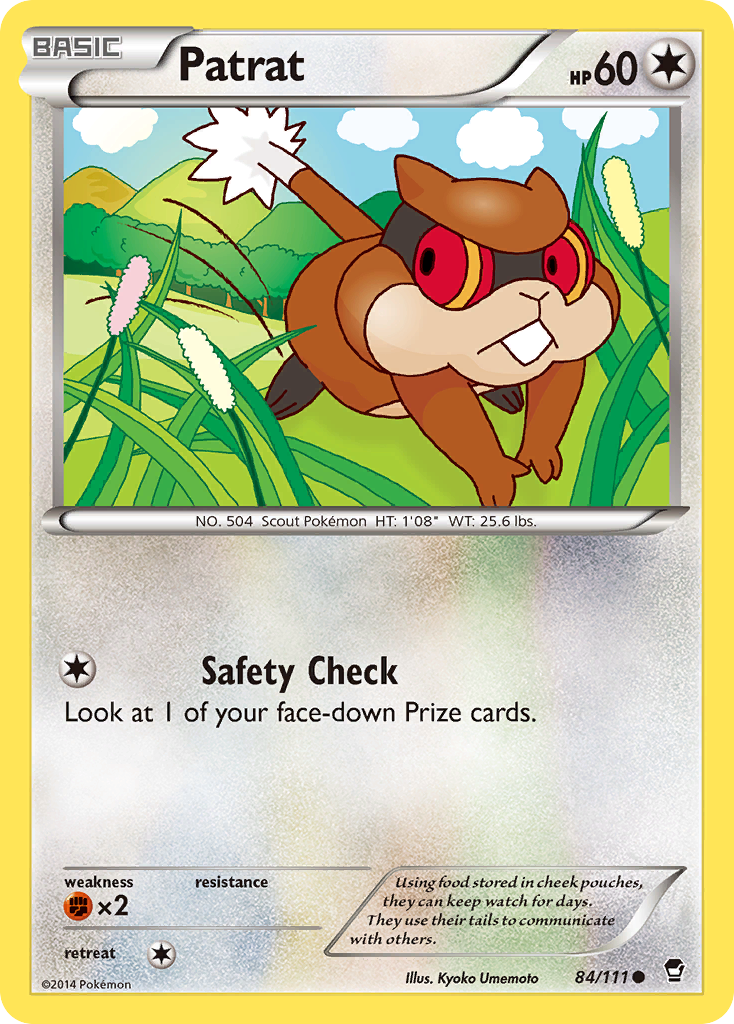 BASIC
Patrat
HP60
NO. 504 Scout Pokémon HT: 1'08" WT: 25.6 lbs.
Safety Check
Look at 1 of your face-down Prize cards.
weakness resistance
×2
retreat
Using food stored in cheek pouches,
they can keep watch for days.
They use their tails to communicate
with others.
©2014 Pokémon
Illus. Kyoko Umemoto
84/111